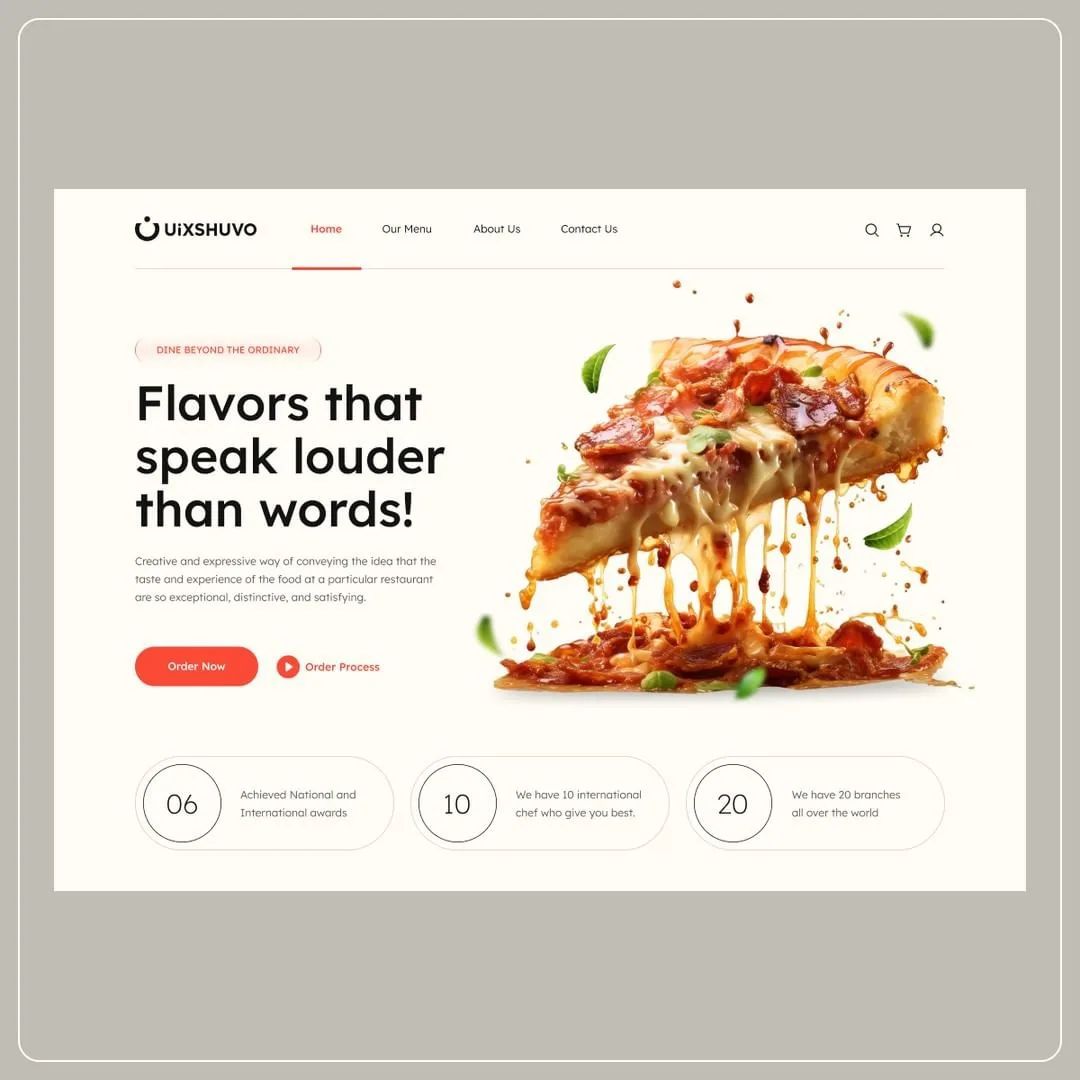 UiXSHUVO
Home
Our Menu
About Us
Contact Us
DINE BEYOND THE ORDINARY
Flavors that
speak louder
than words!
Creative and expressive way of conveying the idea that the
taste and experience of the food at a particular restaurant
are so exceptional, distinctive, and satisfying.
Order Now
Order Process
06
Achieved National and
International awards
10
We have 10 international
chef who give you best.
20
We have 20 branches
all over the world